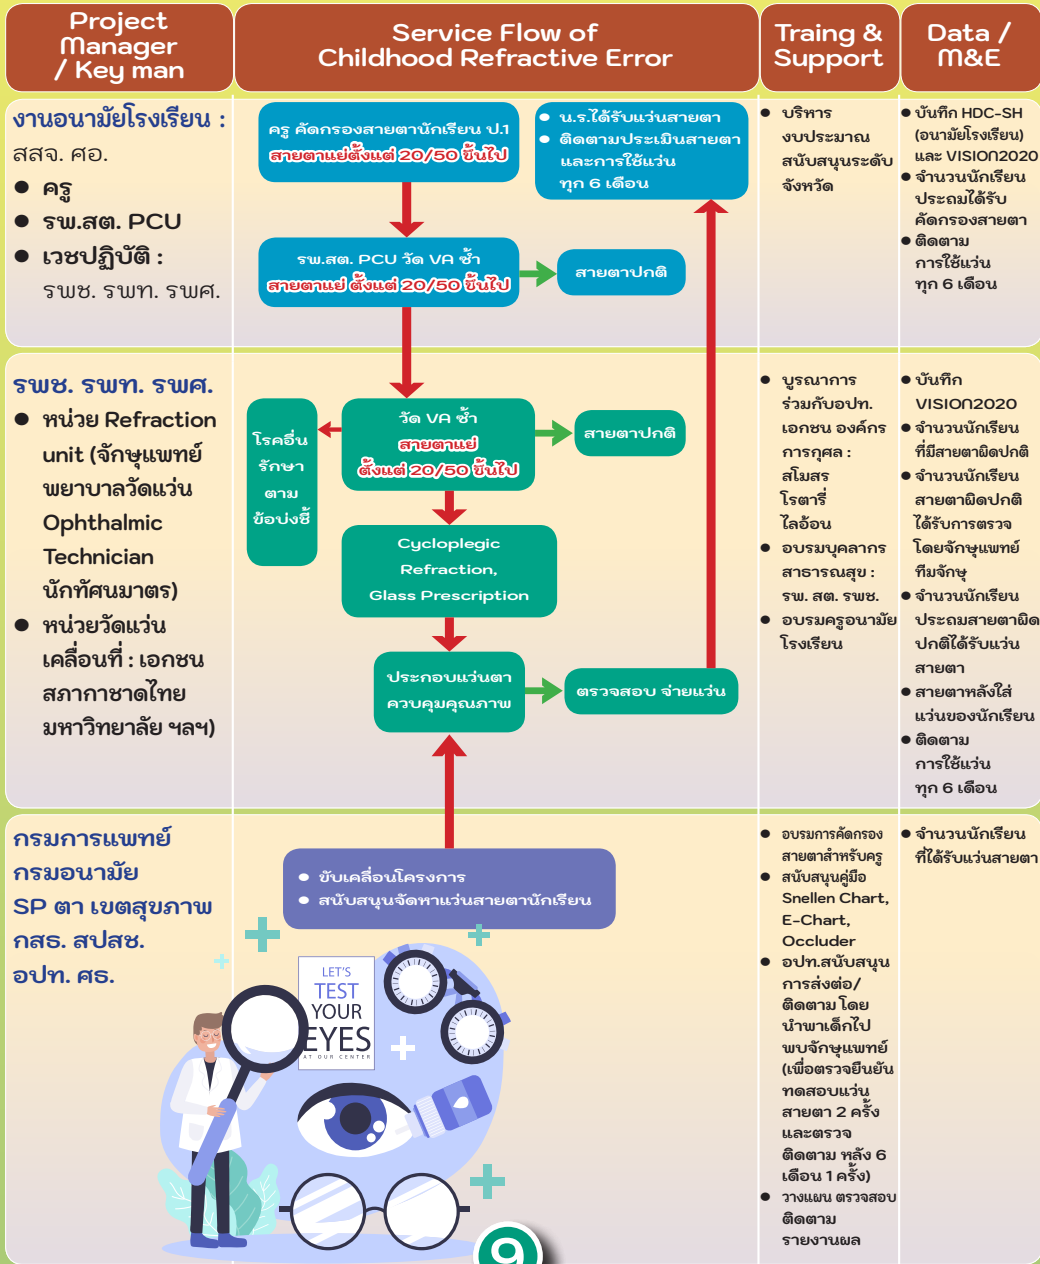 Project
Manager
/ Key man
Service Flow of
Childhood Refractive Error
Traing &
Support
Data /
M&E
งานอนามัยโรงเรียน :
สสจ. ศอ.
● ครู
● รพ.สต. PCU
● เวชปฏิบัติ :
รพช. รพท. รพศ.
ครู คัดกรองสายตานักเรียน ป.1
สายตาแย่ตั้งแต่ 20/50 ขึ้นไป
● น.ร.ได้รับแว่นสายตา
● ติดตามประเมินสายตา
และการใช้แว่น
ทุก 6 เดือน
รพ.สต. PCU วัด VA ซ้ำ
สายตาแย่ ตั้งแต่ 20/50 ขึ้นไป
สายตาปกติ
● บริหาร
งบประมาณ
สนับสนุนระดับ
จังหวัด
● บันทึก HDC-SH
(อนามัยโรงเรียน)
และ VISION2020
● จำนวนนักเรียน
ประถมได้รับ
คัดกรองสายตา
● ติดตาม
การใช้แว่น
ทุก 6 เดือน
รพช. รพท. รพศ.
● หน่วย Refraction
unit (จักษุแพทย์
พยาบาลวัดแว่น
Ophthalmic
Technician
นักทัศนมาตร)
● หน่วยวัดแว่น
เคลื่อนที่ : เอกชน
สภากาชาดไทย
มหาวิทยาลัย ฯลฯ)
โรคอื่น
รักษา
ตาม
ข้อบ่งชี้
วัด VA ซ้ำ
สายตาแย่
ตั้งแต่ 20/50 ขึ้นไป
สายตาปกติ
Cycloplegic
Refraction,
Glass Prescription
ประกอบแว่นตา
ควบคุมคุณภาพ
ตรวจสอบ จ่ายแว่น
● บูรณาการ
ร่วมกับอปท.
เอกชน องค์กร
การกุศล :
สโมสร
โรตารี่
ไลอ้อน
● อบรมบุคลากร
สาธารณสุข :
รพ. สต. รพช.
● อบรมครูอนามัย
โรงเรียน
● บันทึก
VISION2020
● จำนวนนักเรียน
ที่มีสายตาผิดปกติ
● จำนวนนักเรียน
สายตาผิดปกติ
ได้รับการตรวจ
โดยจักษุแพทย์
ทีมจักษุ
● จำนวนนักเรียน
ประถมสายตาผิด
ปกติได้รับแว่น
สายตา
● สายตาหลังใส่
แว่นของนักเรียน
● ติดตาม
การใช้แว่น
ทุก 6 เดือน
กรมการแพทย์
กรมอนามัย
SP ตา เขตสุขภาพ
กสธ. สปสช.
อปท. ศธ.
● ขับเคลื่อนโครงการ
● สนับสนุนจัดหาแว่นสายตานักเรียน
LET'S
TEST
YOUR
EYES
AT OUR CENTER
● อบรมการคัดกรอง
สายตาสำหรับครู
● สนับสนุนคู่มือ
Snellen Chart,
E-Chart,
Occluder
● อปท.สนับสนุน
การส่งต่อ/
ติดตาม โดย
นำพาเด็กไป
พบจักษุแพทย์
(เพื่อตรวจยืนยัน
ทดสอบแว่น
สายตา 2 ครั้ง
และตรวจ
ติดตาม หลัง 6
เดือน 1 ครั้ง)
● วางแผน ตรวจสอบ
ติดตาม
รายงานผล
● จำนวนนักเรียน
ที่ได้รับแว่นสายตา
9